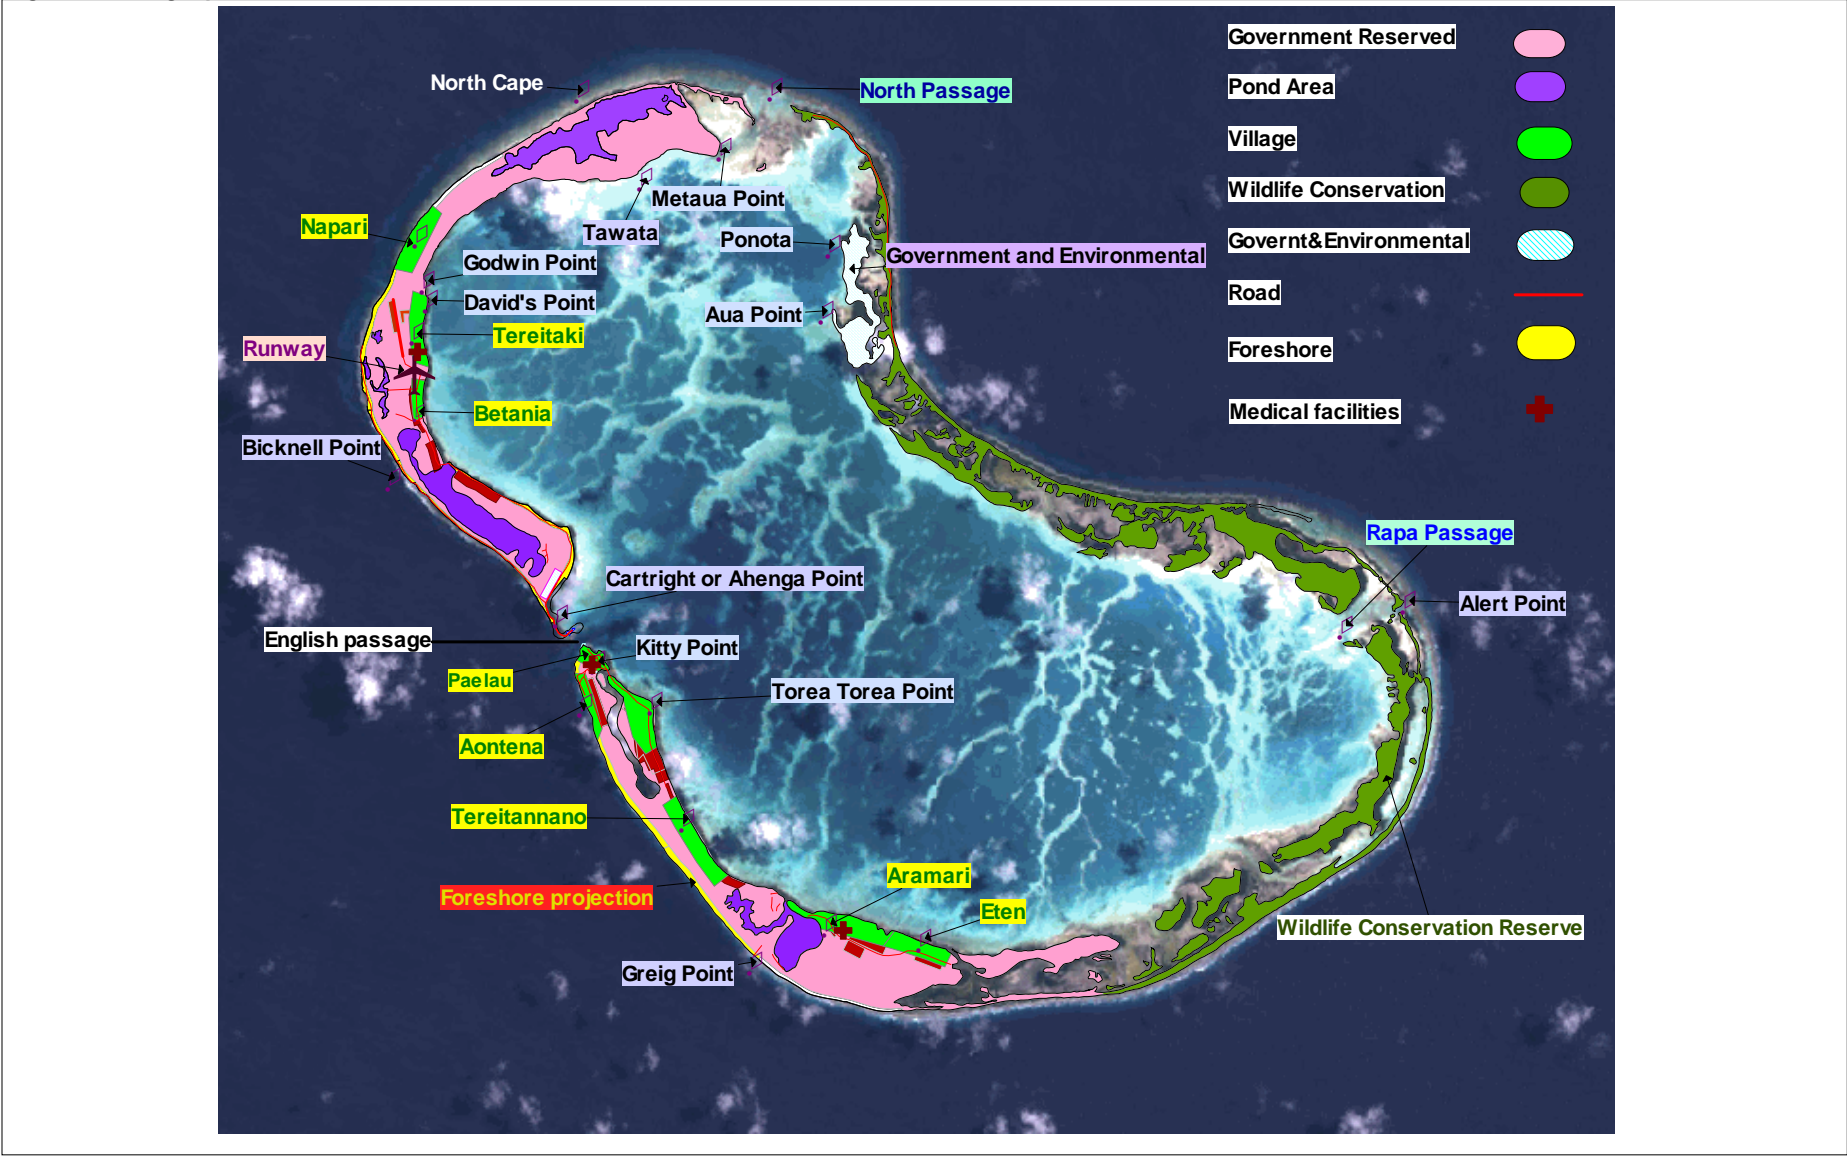 Government Reserved
Pond Area
Village
Wildlife Conservation
Governt&Environmental
Road
Foreshore
Medical facilities
North Cape
North Passage
Metaua Point
Tawata
Napari
Ponota
Government and Environmental
Godwin Point
David's Point
Aua Point
Tereitaki
Runway
Betania
Bicknell Point
Rapa Passage
Cartright or Ahenga Point
Alert Point
English passage
Kitty Point
Paelau
Torea Torea Point
Aontena
Tereitannano
Aramari
Foreshore projection
Eten
Wildlife Conservation Reserve
Greig Point